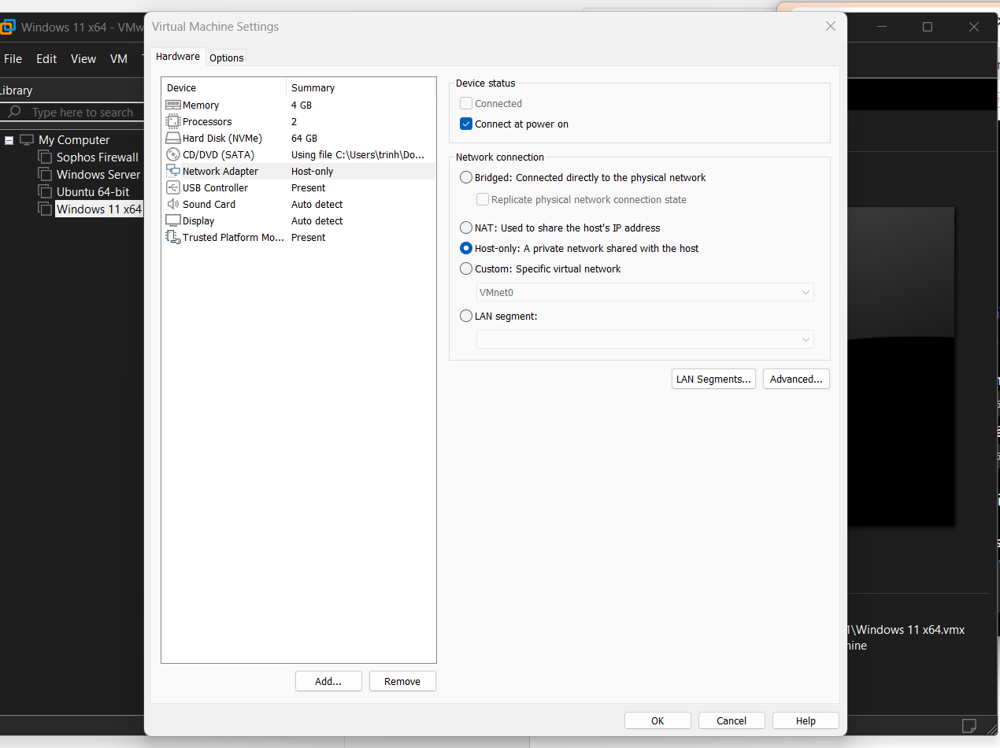 Windows 11 x64 - VMw
Virtual Machine Settings
File Edit View VM
Library
Type here to search
My Computer
Sophos Firewall
Windows Server
Ubuntu 64-bit
Windows 11 x64
Hardware Options
Device Summary
Memory 4 GB
Processors 2
Hard Disk (NVMe) 64 GB
CD/DVD (SATA) Using file C:\Users\trinh\Do...
Network Adapter Host-only
USB Controller Present
Sound Card Auto detect
Display Auto detect
Trusted Platform Mo... Present
Add... Remove
Device status
Connected
Connect at power on
Network connection
Bridged: Connected directly to the physical network
Replicate physical network connection state
NAT: Used to share the host's IP address
Host-only: A private network shared with the host
Custom: Specific virtual network
VMnet0
LAN segment:
LAN Segments... Advanced...
1\Windows 11 x64.vmx
hine
OK Cancel Help